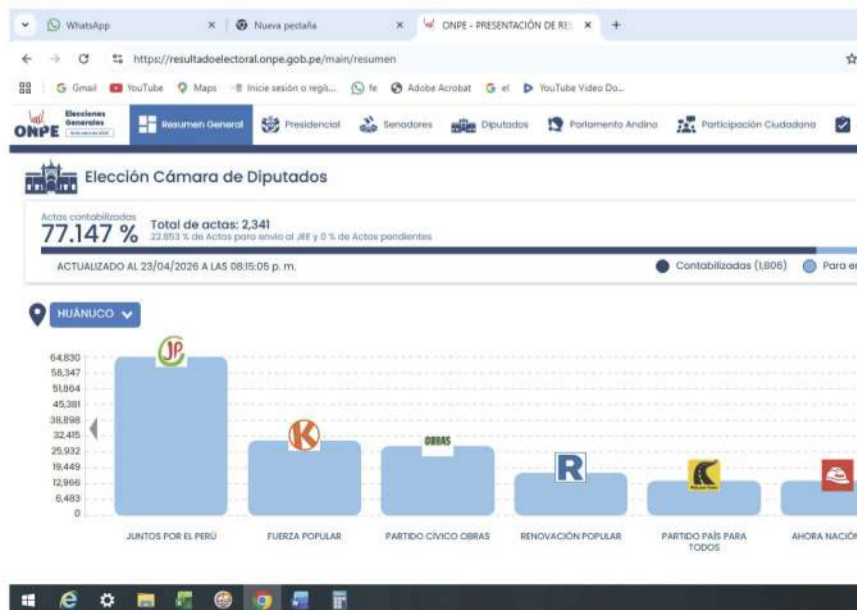 WhatsApp
Nueva pestaña
ONPE - PRESENTACIÓN DE RE
https://resultadoelectoral.onpe.gob.pe/main/resumen
Gmail YouTube Maps Inicie sesión o regís... fe Adobe Acrobat el YouTube Video Do...
ONPE Elecciones Generales
Resumen General Presidencial Senadores Diputados Parlamento Andino Participación Ciudadana
Elección Cámara de Diputados
Actas contabilizadas
77.147 %
Total de actas: 2,341
22.853 % de Actas para envío al JEE y 0 % de Actas pendientes
ACTUALIZADO AL 23/04/2026 A LAS 08:15:05 p. m.
Contabilizadas (1,806) Para en
HUÁNUCO
64,830
58,347
51,864
45,381
38,898
32,415
25,932
19,449
12,966
6,483
0
JP
K
OBRAS
R
JUNTOS POR EL PERÚ
FUERZA POPULAR
PARTIDO CÍVICO OBRAS
RENOVACIÓN POPULAR
PARTIDO PAÍS PARA TODOS
AHORA NACIÓN